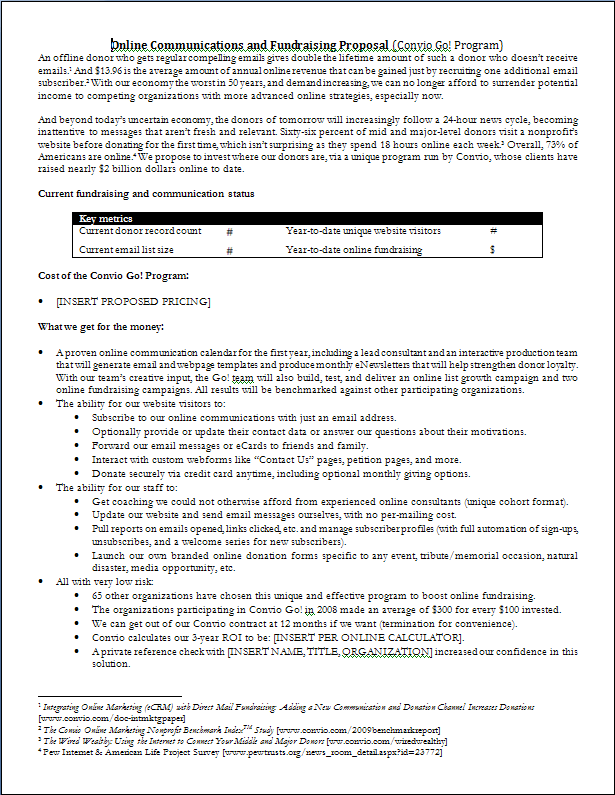 Online Communications and Fundraising Proposal (Convio Go! Program)
An offline donor who gets regular compelling emails gives double the lifetime amount of such a donor who doesn't receive
emails.¹ And $13.96 is the average amount of annual online revenue that can be gained just by recruiting one additional email
subscriber.² With our economy the worst in 50 years, and demand increasing, we can no longer afford to surrender potential
income to competing organizations with more advanced online strategies, especially now.
And beyond today's uncertain economy, the donors of tomorrow will increasingly follow a 24-hour news cycle, becoming
inattentive to messages that aren't fresh and relevant. Sixty-six percent of mid and major-level donors visit a nonprofit's
website before donating for the first time, which isn't surprising as they spend 18 hours online each week.³ Overall, 73% of
Americans are online.⁴ We propose to invest where our donors are, via a unique program run by Convio, whose clients have
raised nearly $2 billion dollars online to date.
Current fundraising and communication status
Key metrics
Current donor record count # Year-to-date unique website visitors #
Current email list size # Year-to-date online fundraising $
Cost of the Convio Go! Program:
• [INSERT PROPOSED PRICING]
What we get for the money:
• A proven online communication calendar for the first year, including a lead consultant and an interactive production team
that will generate email and webpage templates and produce monthly eNewsletters that will help strengthen donor loyalty.
With our team's creative input, the Go! team will also build, test, and deliver an online list growth campaign and two
online fundraising campaigns. All results will be benchmarked against other participating organizations.
• The ability for our website visitors to:
• Subscribe to our online communications with just an email address.
• Optionally provide or update their contact data or answer our questions about their motivations.
• Forward our email messages or eCards to friends and family.
• Interact with custom webforms like “Contact Us” pages, petition pages, and more.
• Donate securely via credit card anytime, including optional monthly giving options.
• The ability for our staff to:
• Get coaching we could not otherwise afford from experienced online consultants (unique cohort format).
• Update our website and send email messages ourselves, with no per-mailing cost.
• Pull reports on emails opened, links clicked, etc. and manage subscriber profiles (with full automation of sign-ups,
unsubscribes, and a welcome series for new subscribers).
• Launch our own branded online donation forms specific to any event, tribute/memorial occasion, natural
disaster, media opportunity, etc.
• All with very low risk:
• 65 other organizations have chosen this unique and effective program to boost online fundraising.
• The organizations participating in Convio Go! in 2008 made an average of $300 for every $100 invested.
• We can get out of our Convio contract at 12 months if we want (termination for convenience).
• Convio calculates our 3-year ROI to be: [INSERT PER ONLINE CALCULATOR].
• A private reference check with [INSERT NAME, TITLE, ORGANIZATION] increased our confidence in this
solution.
¹ Integrating Online Marketing (eCRM) with Direct Mail Fundraising: Adding a New Communication and Donation Channel Increases Donations
[www.convio.com/doc-intmktgpaper]
² The Convio Online Marketing Nonprofit Benchmark Index™ Study [www.convio.com/2009benchmarkreport]
³ The Wired Wealthy: Using the Internet to Connect Your Middle and Major Donors [www.convio.com/wiredwealthy]
⁴ Pew Internet & American Life Project Survey [www.pewtrusts.org/news_room_detail.aspx?id=23772]